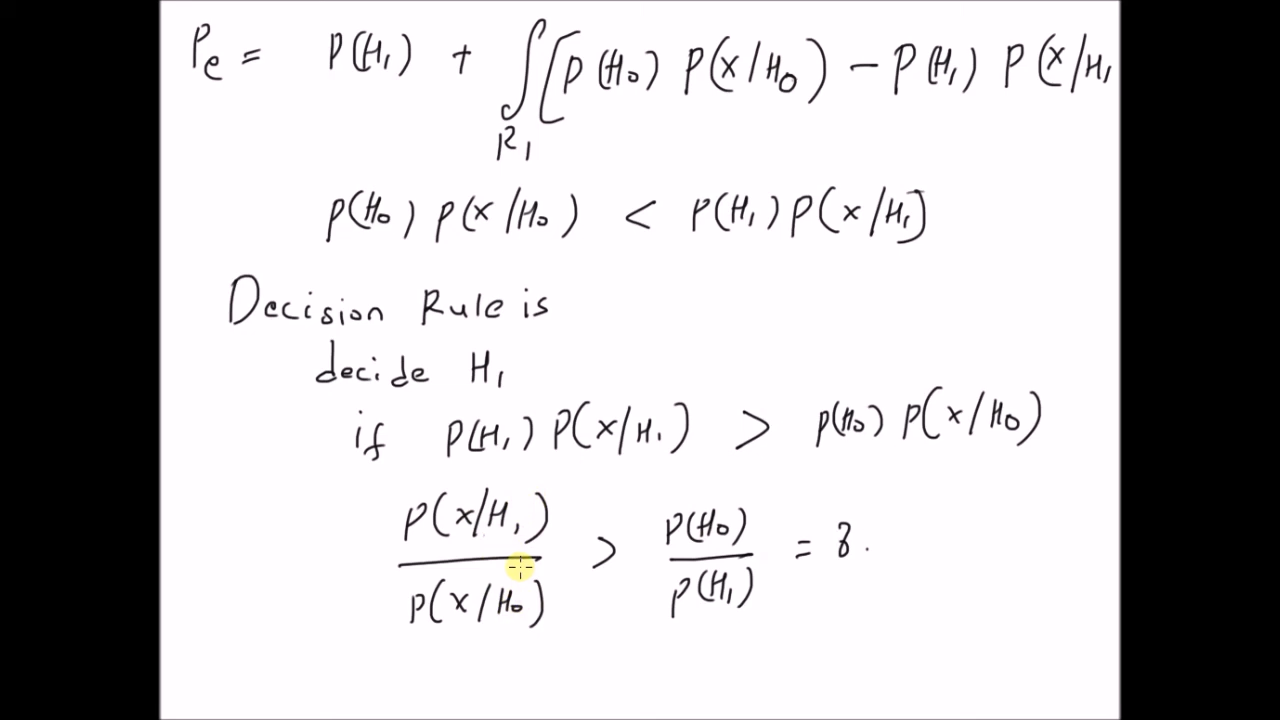 Pe = P(H₁) + ∫R₁ [P(H₀) P(X/H₀) − P(H₁) P(X/H₁
P(H₀) P(X/H₀) < P(H₁) P(X/H₁)
Decision Rule is
decide H₁
if P(H₁) P(X/H₁) > P(H₀) P(X/H₀)
P(X/H₁) / P(X/H₀) > P(H₀) / P(H₁) = 8.